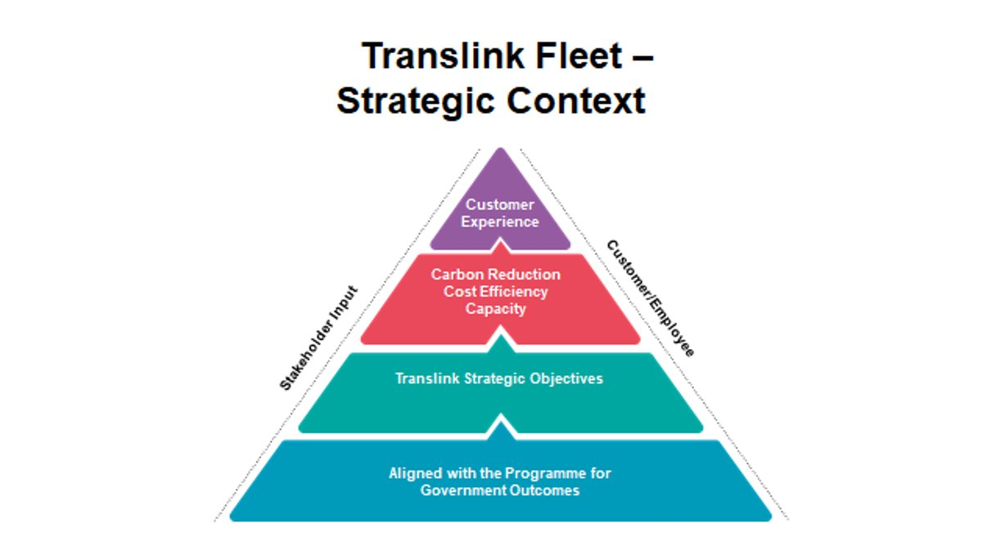 Translink Fleet –
Strategic Context
Customer
Experience
Carbon Reduction
Cost Efficiency
Capacity
Translink Strategic Objectives
Aligned with the Programme for
Government Outcomes
Stakeholder Input
Customer/Employee